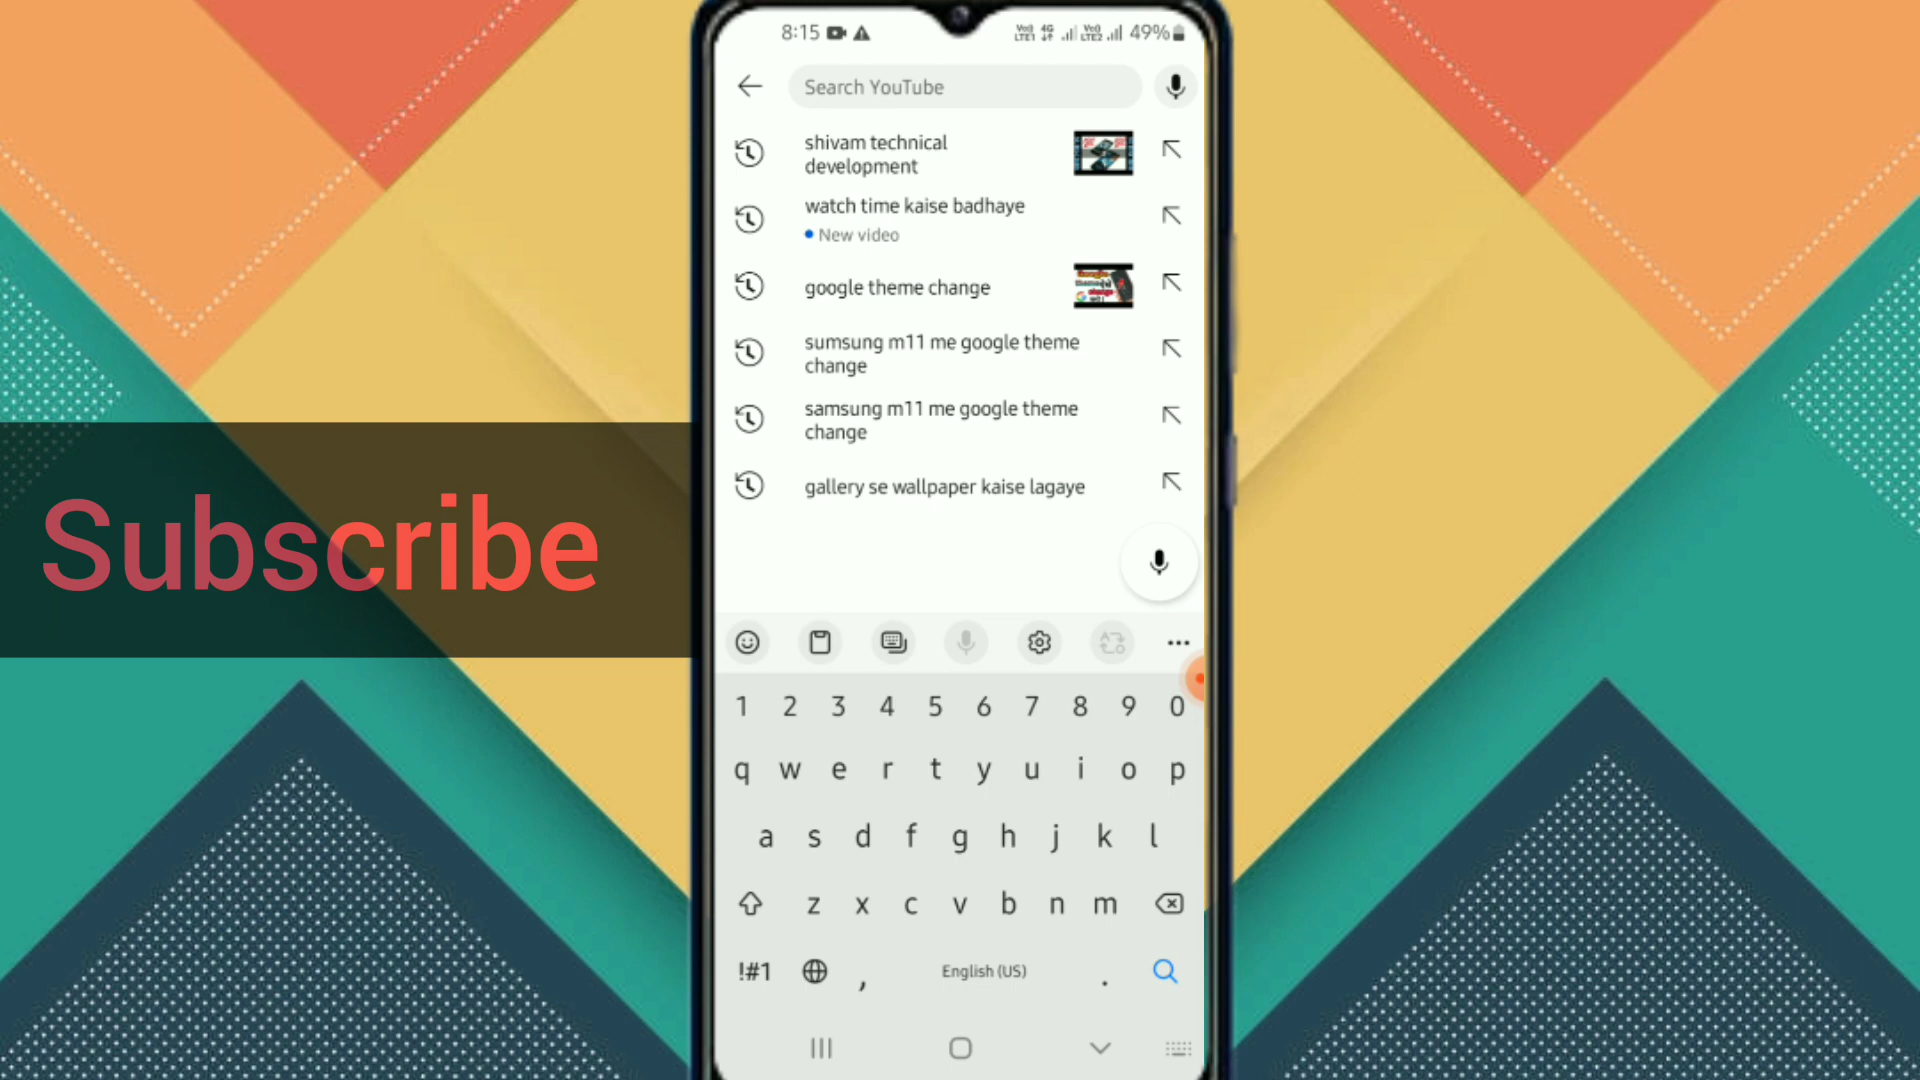 8:15
49%
Search YouTube
shivam technical
development
watch time kaise badhaye
New video
google theme change
sumsung m11 me google theme
change
samsung m11 me google theme
change
gallery se wallpaper kaise lagaye
Subscribe
1 2 3 4 5 6 7 8 9 0
q w e r t y u i o p
a s d f g h j k l
z x c v b n m
!#1 , English (US) .